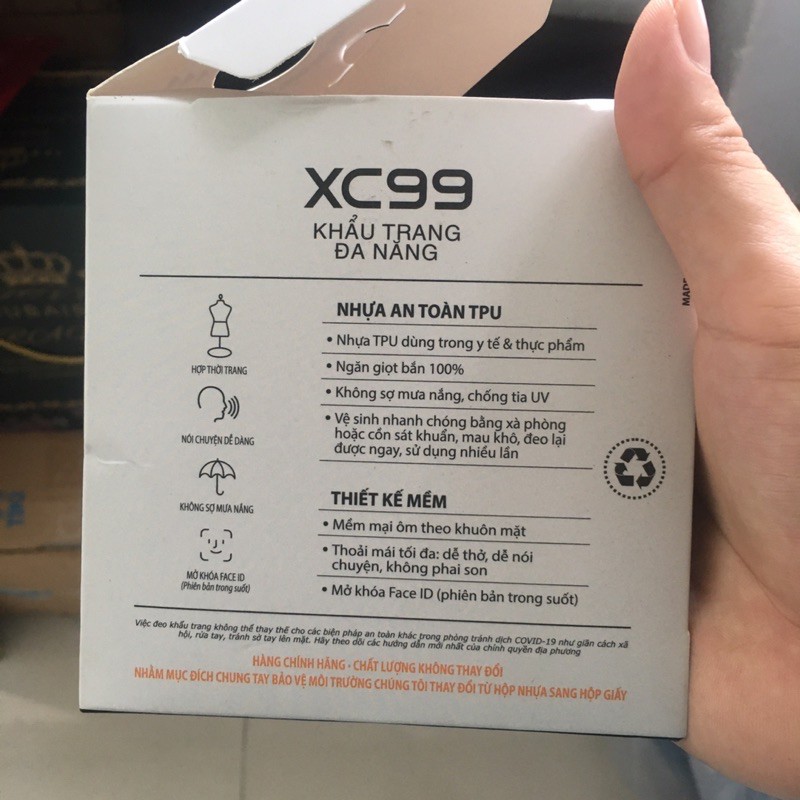 XC99
KHẨU TRANG
ĐA NĂNG
HỢP THỜI TRANG
NÓI CHUYỆN DỄ DÀNG
KHÔNG SỢ MƯA NẮNG
MỞ KHÓA FACE ID
(Phiên bản trong suốt)
NHỰA AN TOÀN TPU
• Nhựa TPU dùng trong y tế & thực phẩm
• Ngăn giọt bắn 100%
• Không sợ mưa nắng, chống tia UV
• Vệ sinh nhanh chóng bằng xà phòng
hoặc cồn sát khuẩn, mau khô, đeo lại
được ngay, sử dụng nhiều lần
THIẾT KẾ MỀM
• Mềm mại ôm theo khuôn mặt
• Thoải mái tối đa: dễ thở, dễ nói
chuyện, không phai son
• Mở khóa Face ID (phiên bản trong suốt)
MADE
Việc đeo khẩu trang không thể thay thế cho các biện pháp an toàn khác trong phòng tránh dịch COVID-19 như giãn cách xã
hội, rửa tay, tránh sờ tay lên mặt. Hãy theo dõi các hướng dẫn mới nhất của chính quyền địa phương
HÀNG CHÍNH HÃNG - CHẤT LƯỢNG KHÔNG THAY ĐỔI
NHẰM MỤC ĐÍCH CHUNG TAY BẢO VỆ MÔI TRƯỜNG CHÚNG TÔI THAY ĐỔI TỪ HỘP NHỰA SANG HỘP GIẤY